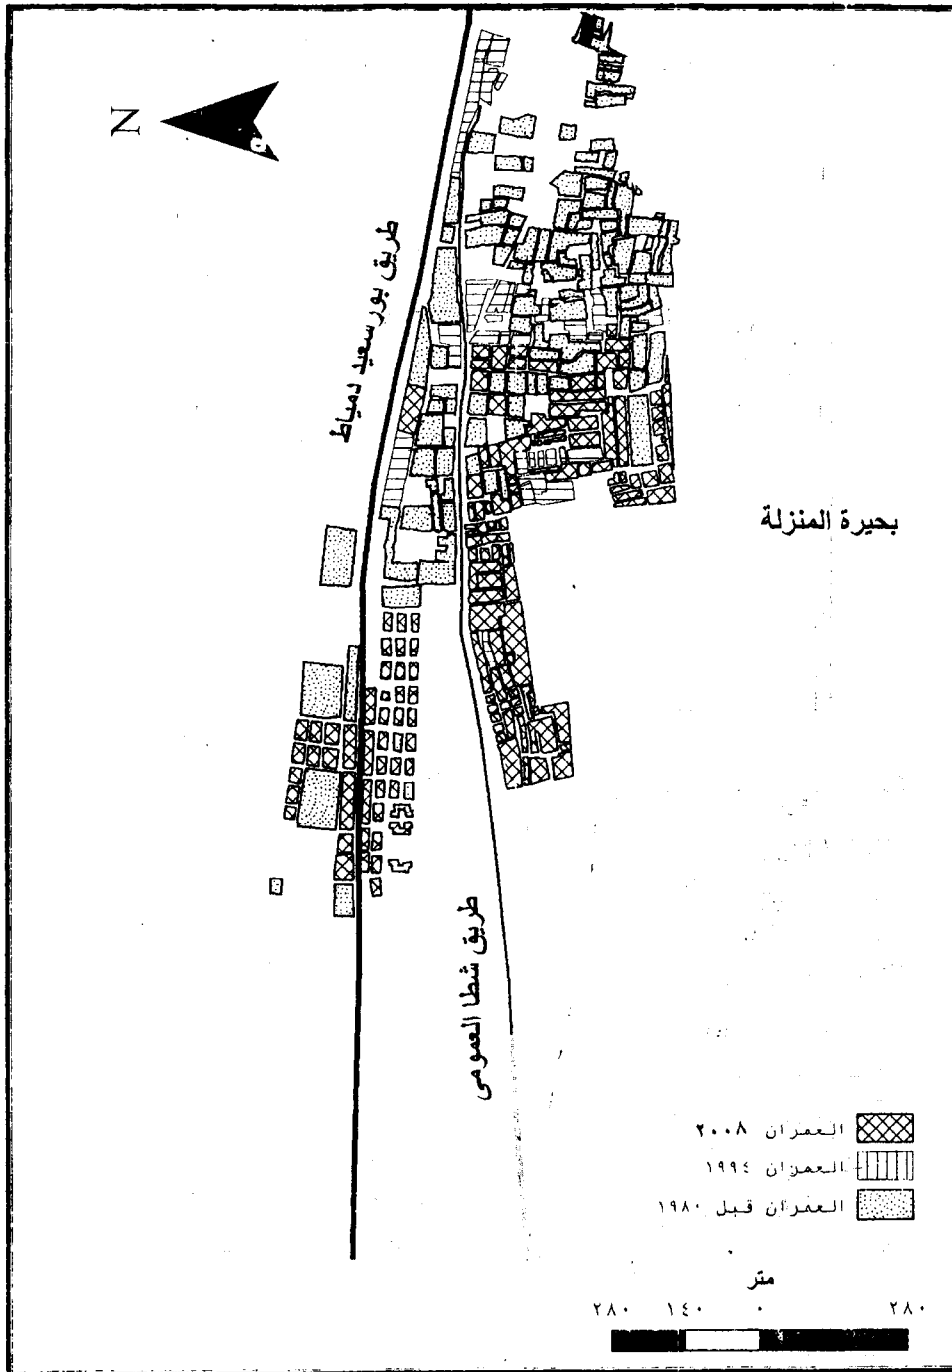 N
طريق بورسعيد دمياط
بحيرة المنزلة
طريق شطا العمومى
العمران ٢٠٠٨
العمران ١٩٩٤
العمران قبل ١٩٨٠
متر
٢٨٠ ١٤٠ ٠ ٢٨٠